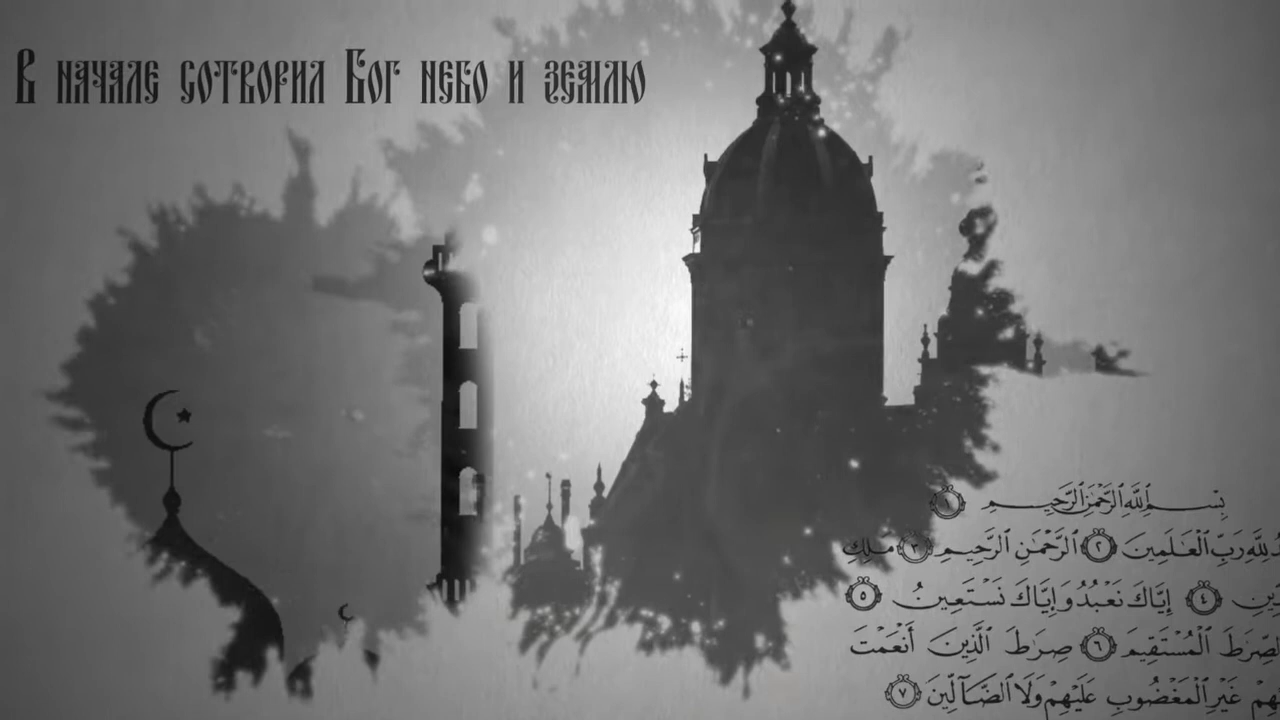 В начале сотворил Бог небо и землю
بِسْمِ ٱللَّهِ ٱلرَّحْمَٰنِ ٱلرَّحِيمِ ١
لِلَّهِ رَبِّ ٱلْعَٰلَمِينَ ٢ ٱلرَّحْمَٰنِ ٱلرَّحِيمِ ٣ مَٰلِكِ
٤ إِيَّاكَ نَعْبُدُ وَإِيَّاكَ نَسْتَعِينُ ٥
ٱلصِّرَٰطَ ٱلْمُسْتَقِيمَ ٦ صِرَٰطَ ٱلَّذِينَ أَنْعَمْتَ
غَيْرِ ٱلْمَغْضُوبِ عَلَيْهِمْ وَلَا ٱلضَّآلِّينَ ٧